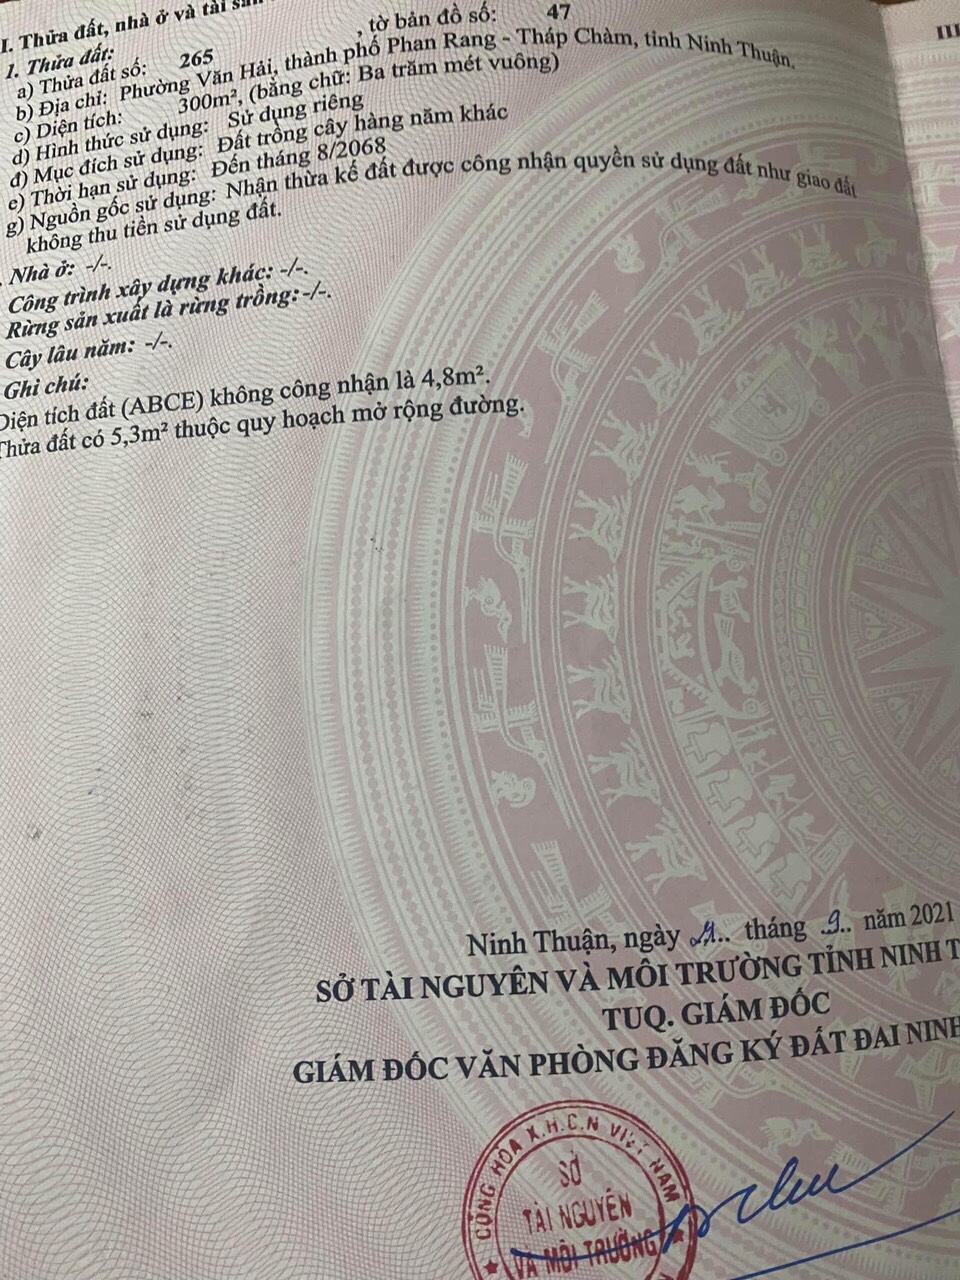 I. Thửa đất, nhà ở và tài sản
1. Thửa đất:
a) Thửa đất số: 265 , tờ bản đồ số: 47
b) Địa chỉ: Phường Văn Hải, thành phố Phan Rang - Tháp Chàm, tỉnh Ninh Thuận.
c) Diện tích: 300m², (bằng chữ: Ba trăm mét vuông)
d) Hình thức sử dụng: Sử dụng riêng
đ) Mục đích sử dụng: Đất trồng cây hàng năm khác
e) Thời hạn sử dụng: Đến tháng 8/2068
g) Nguồn gốc sử dụng: Nhận thừa kế đất được công nhận quyền sử dụng đất như giao đất
không thu tiền sử dụng đất.
Nhà ở: -/-.
Công trình xây dựng khác: -/-.
Rừng sản xuất là rừng trồng: -/-.
Cây lâu năm: -/-.
Ghi chú:
Diện tích đất (ABCE) không công nhận là 4,8m².
Thửa đất có 5,3m² thuộc quy hoạch mở rộng đường.
III
Ninh Thuận, ngày .. tháng 9.. năm 2021
SỞ TÀI NGUYÊN VÀ MÔI TRƯỜNG TỈNH NINH T
TUQ. GIÁM ĐỐC
GIÁM ĐỐC VĂN PHÒNG ĐĂNG KÝ ĐẤT ĐAI NINH
CỘNG HÒA X.H.C.N VIỆT NAM
SỞ
TÀI NGUYÊN
VÀ MÔI TRƯỜNG